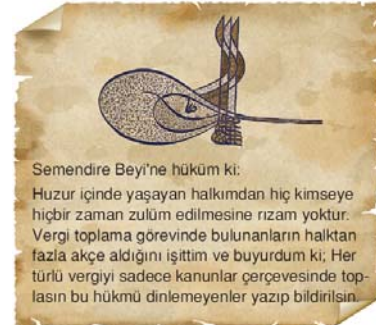 Semendire Beyi'ne hüküm ki:
Huzur içinde yaşayan halkımdan hiç kimseye
hiçbir zaman zulüm edilmesine rızam yoktur.
Vergi toplama görevinde bulunanların halktan
fazla akçe aldığını işittim ve buyurdum ki; Her
türlü vergiyi sadece kanunlar çerçevesinde top-
lasın bu hükmü dinlemeyenler yazıp bildirilsin.